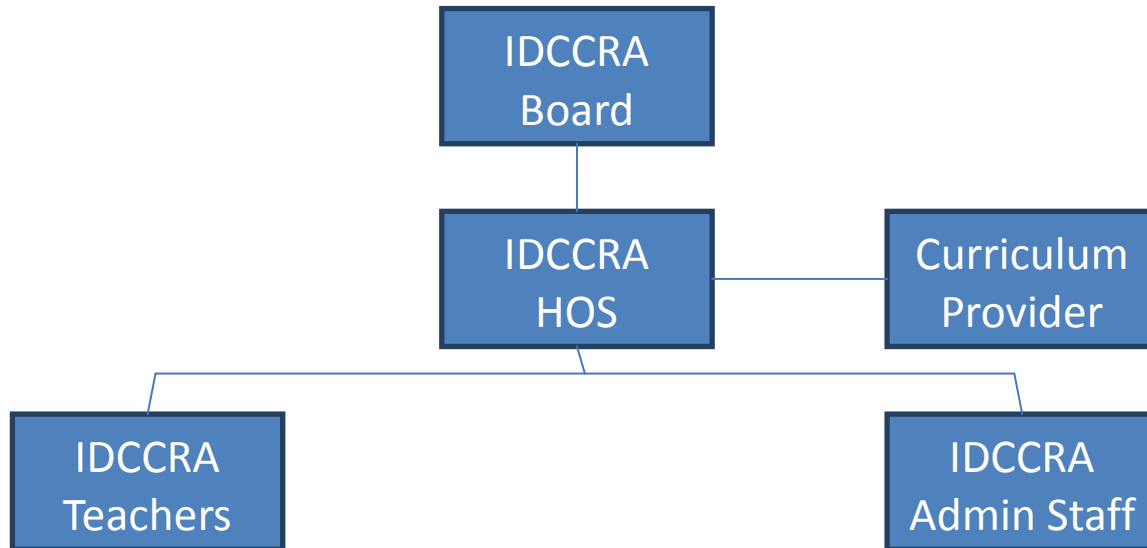 IDCCRA
Board
IDCCRA
HOS
Curriculum
Provider
IDCCRA
Teachers
IDCCRA
Admin Staff